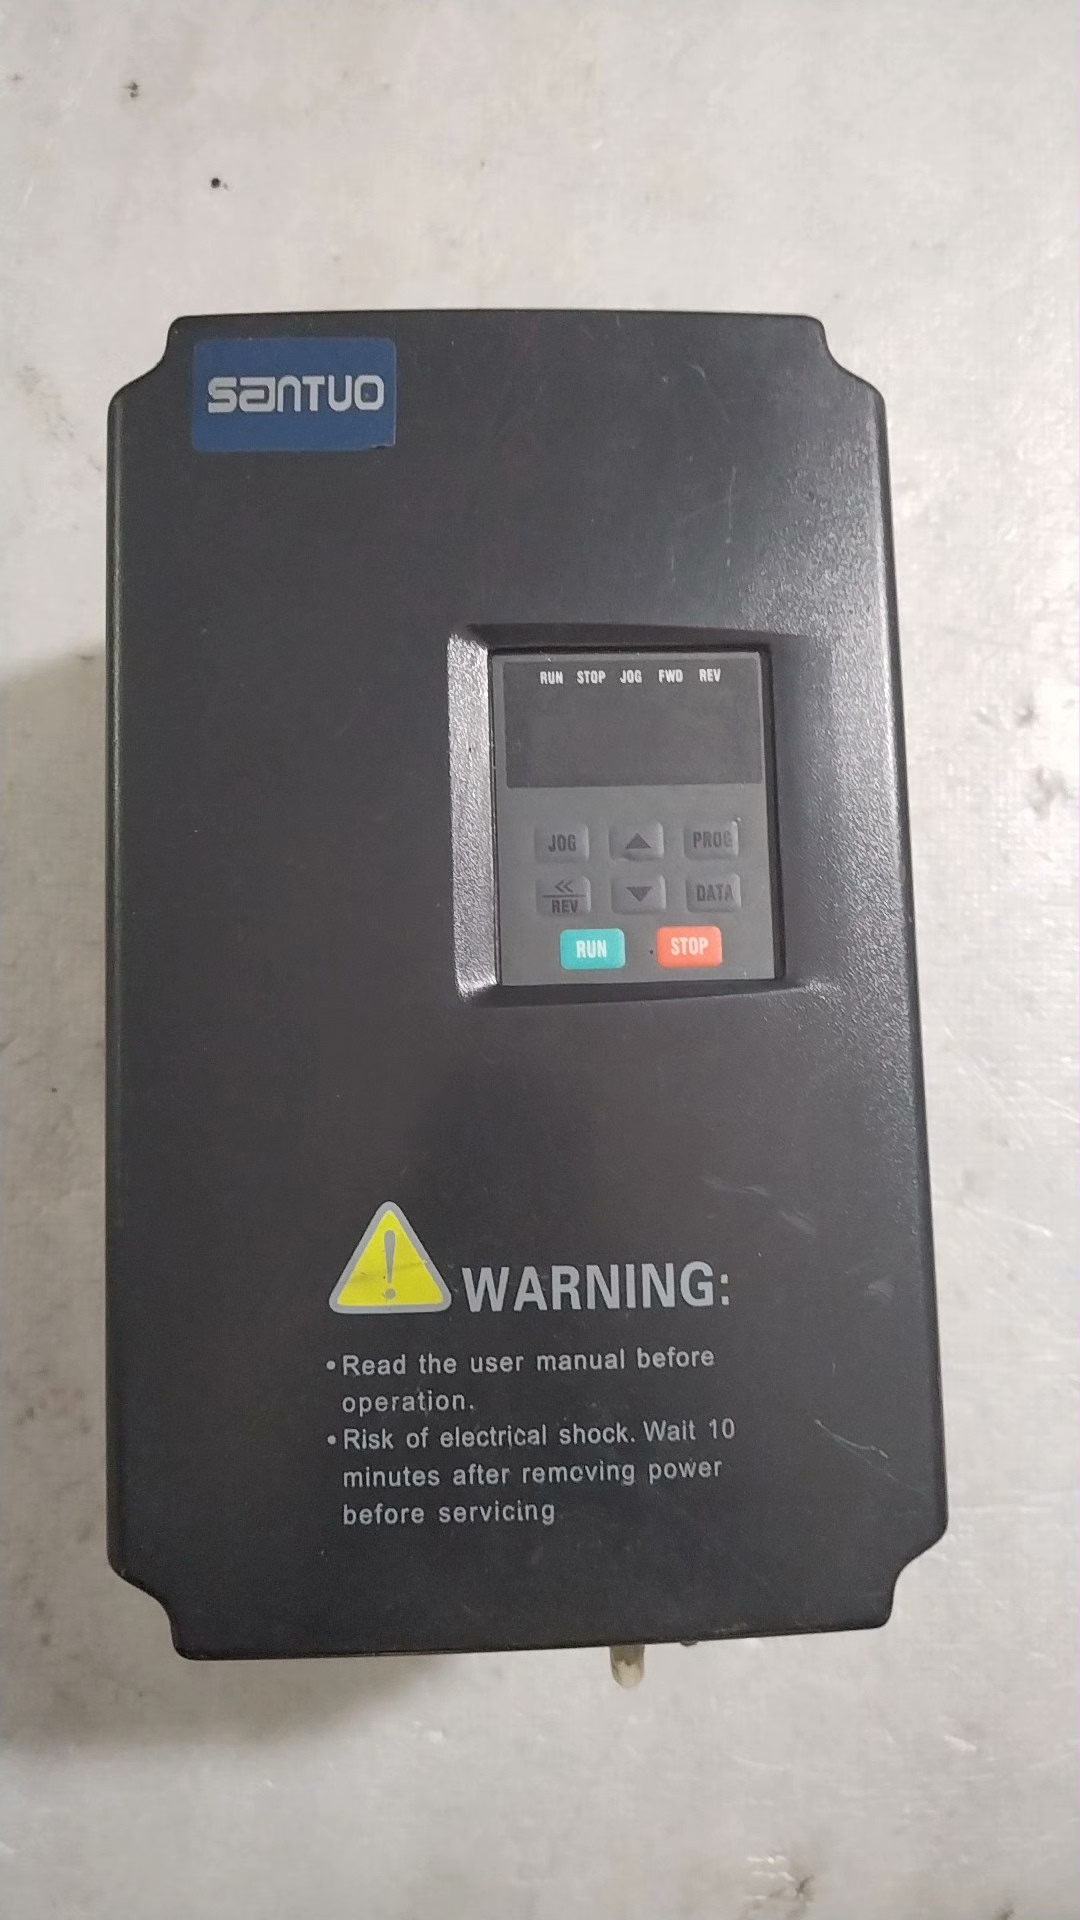 SANTUO
RUN STOP JOG FWD REV
JOG ▲ PROG
<< ▼ DATA
REV
RUN STOP
! WARNING:
• Read the user manual before
operation.
• Risk of electrical shock. Wait 10
minutes after removing power
before servicing